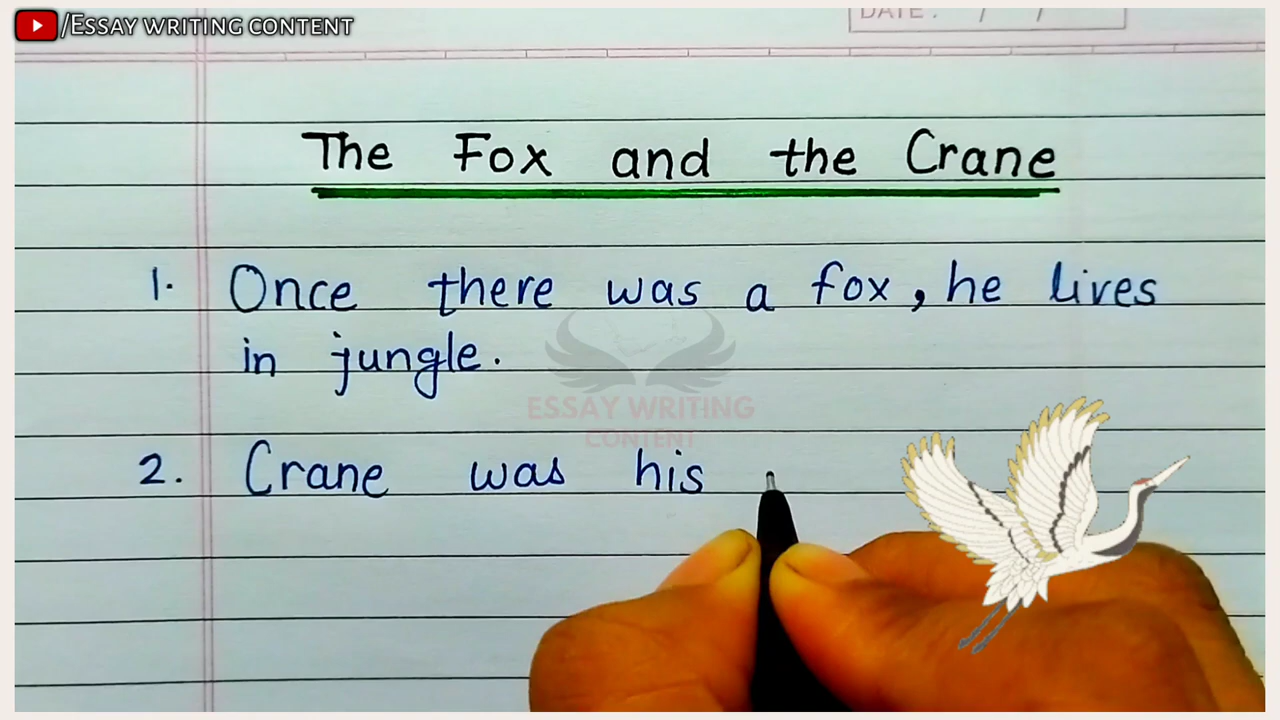 /ESSAY WRITING CONTENT
DATE: / /
The Fox and the Crane
1. Once there was a fox, he lives
in jungle.
ESSAY WRITING
CONTENT
2. Crane was his